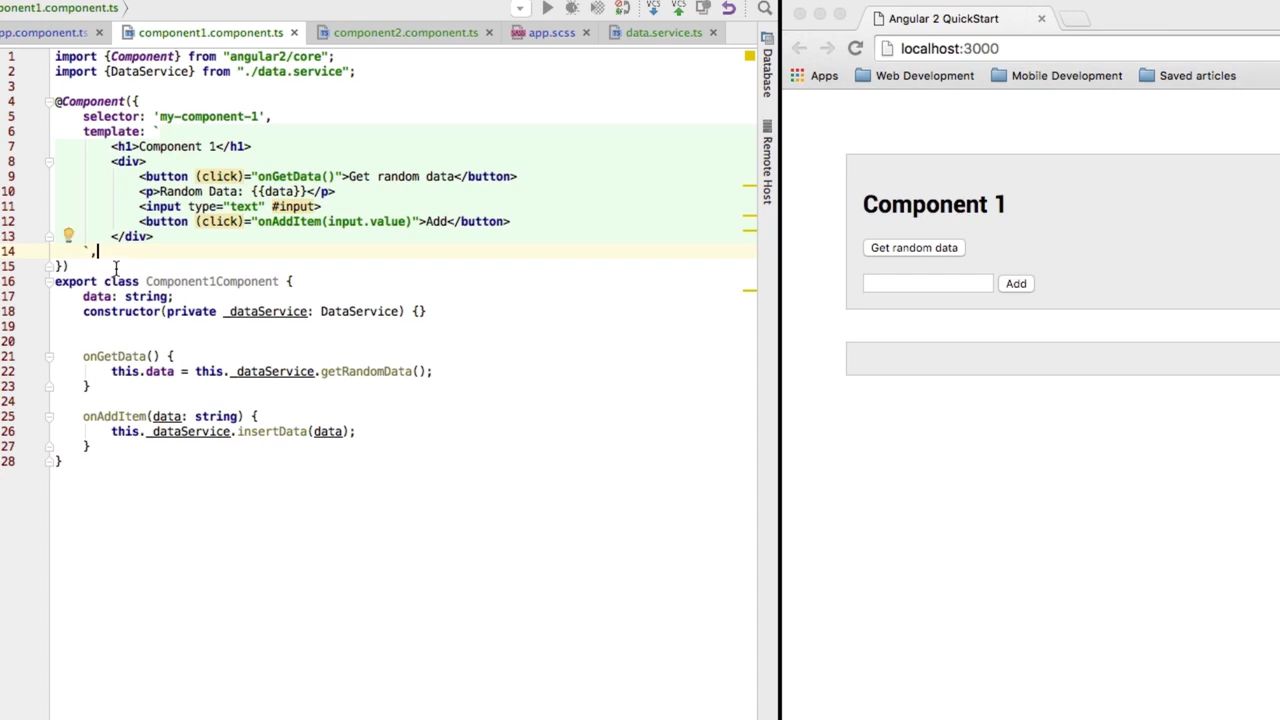 ponent1.component.ts
app.component.ts
component1.component.ts
component2.component.ts
app.scss
data.service.ts
1 import {Component} from "angular2/core";
2 import {DataService} from "./data.service";
3
4 @Component({
5 selector: 'my-component-1',
6 template: `
7 <h1>Component 1</h1>
8 <div>
9 <button (click)="onGetData()">Get random data</button>
10 <p>Random Data: {{data}}</p>
11 <input type="text" #input>
12 <button (click)="onAddItem(input.value)">Add</button>
13 </div>
14 `,
15 })
16 export class Component1Component {
17 data: string;
18 constructor(private _dataService: DataService) {}
19
20
21 onGetData() {
22 this.data = this._dataService.getRandomData();
23 }
24
25 onAddItem(data: string) {
26 this._dataService.insertData(data);
27 }
28 }
VCS VCS
Database
Remote Host
Angular 2 QuickStart
localhost:3000
Apps Web Development Mobile Development Saved articles
Component 1
Get random data
Add